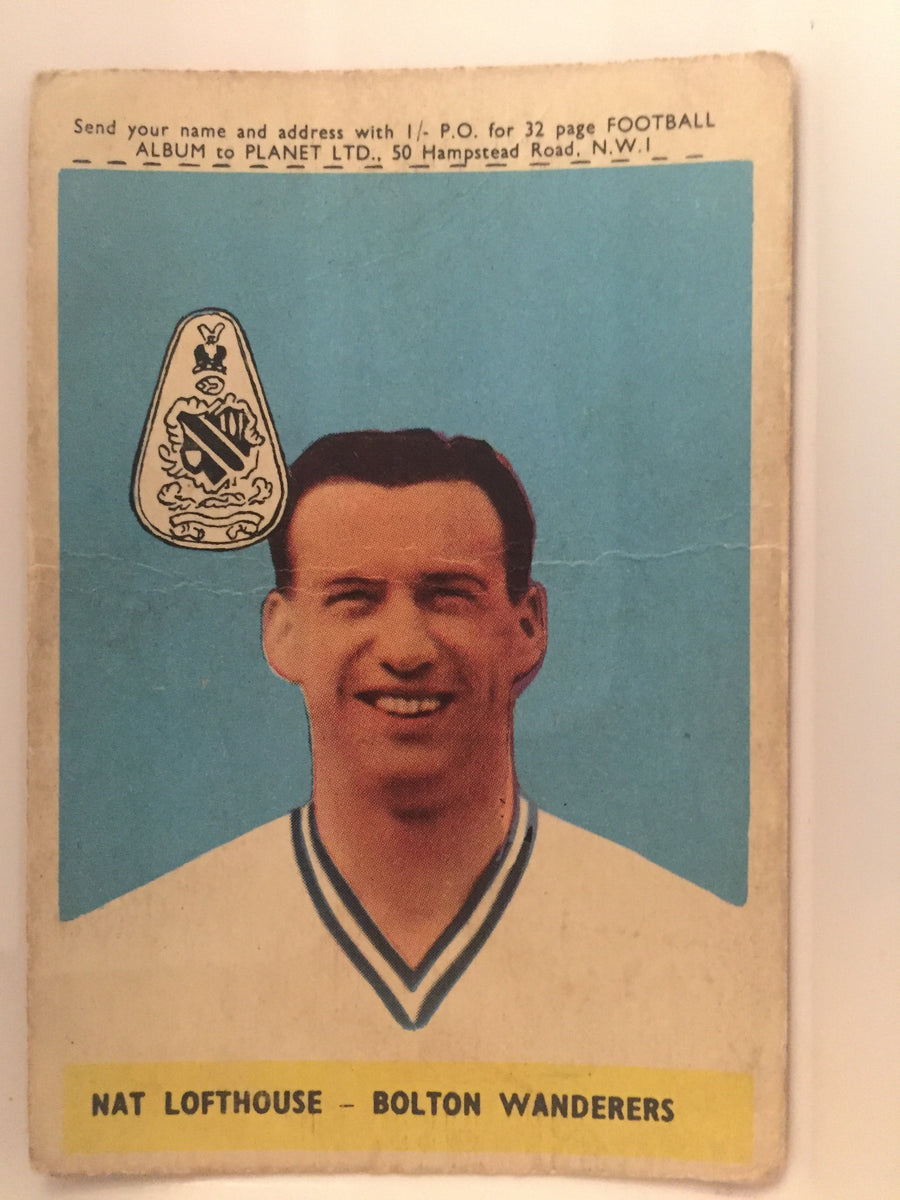 Send your name and address with 1/- P.O. for 32 page FOOTBALL
ALBUM to PLANET LTD., 50 Hampstead Road, N.W.1
NAT LOFTHOUSE – BOLTON WANDERERS